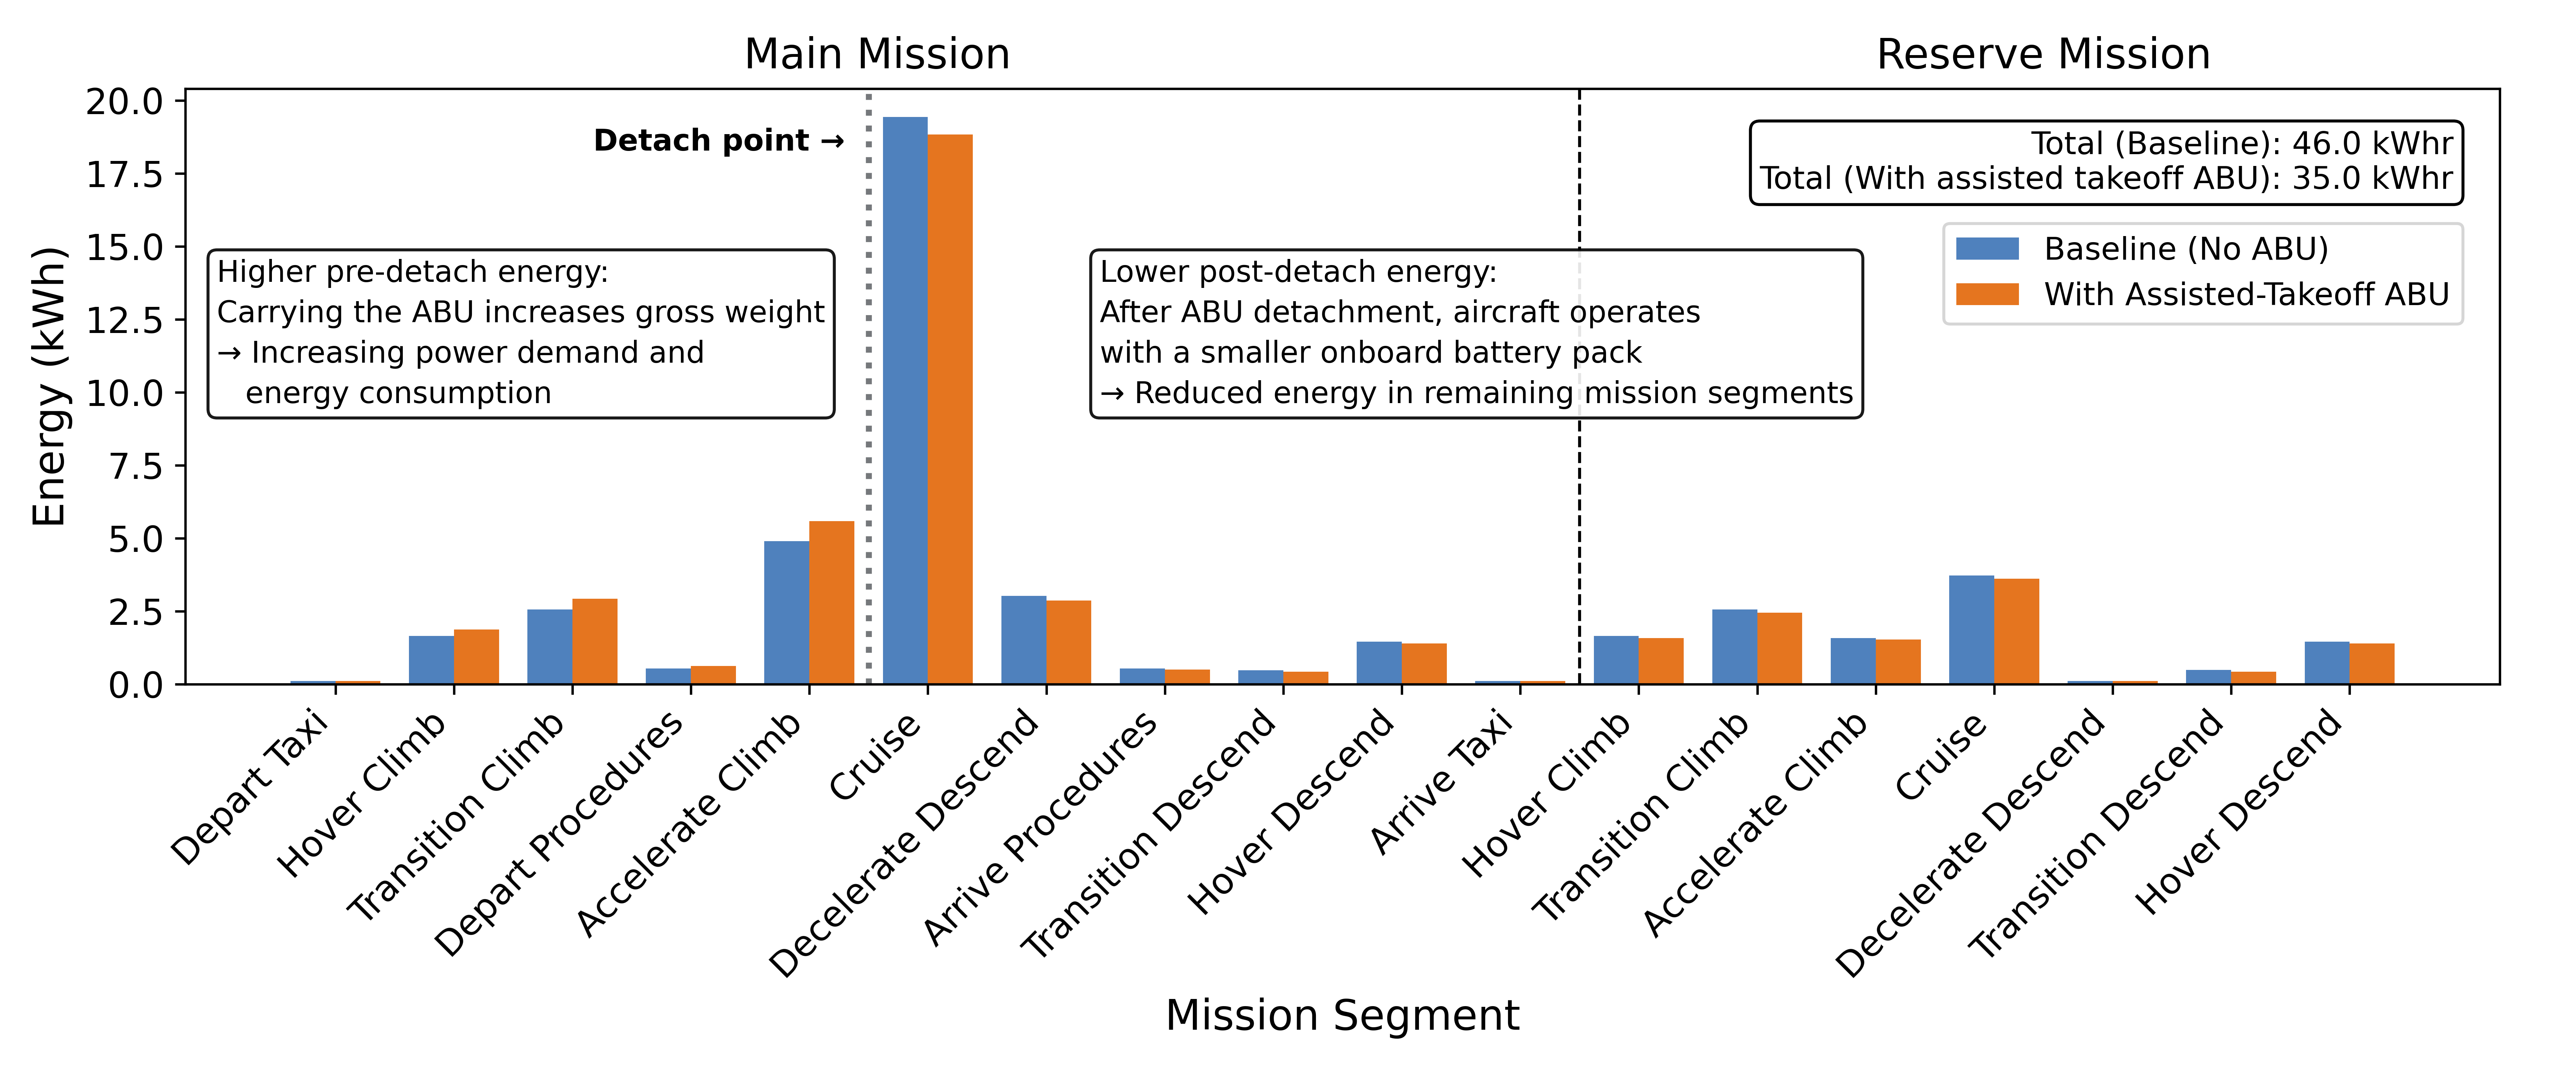 Main Mission
Reserve Mission
Energy (kWh)
20.0
17.5
15.0
12.5
10.0
7.5
5.0
2.5
0.0
Detach point →
Higher pre-detach energy:
Carrying the ABU increases gross weight
→ Increasing power demand and
energy consumption
Lower post-detach energy:
After ABU detachment, aircraft operates
with a smaller onboard battery pack
→ Reduced energy in remaining mission segments
Total (Baseline): 46.0 kWhr
Total (With assisted takeoff ABU): 35.0 kWhr
Baseline (No ABU)
With Assisted-Takeoff ABU
Depart Taxi
Hover Climb
Transition Climb
Depart Procedures
Accelerate Climb
Cruise
Decelerate Descend
Arrive Procedures
Transition Descend
Hover Descend
Arrive Taxi
Hover Climb
Transition Climb
Accelerate Climb
Cruise
Decelerate Descend
Transition Descend
Hover Descend
Mission Segment